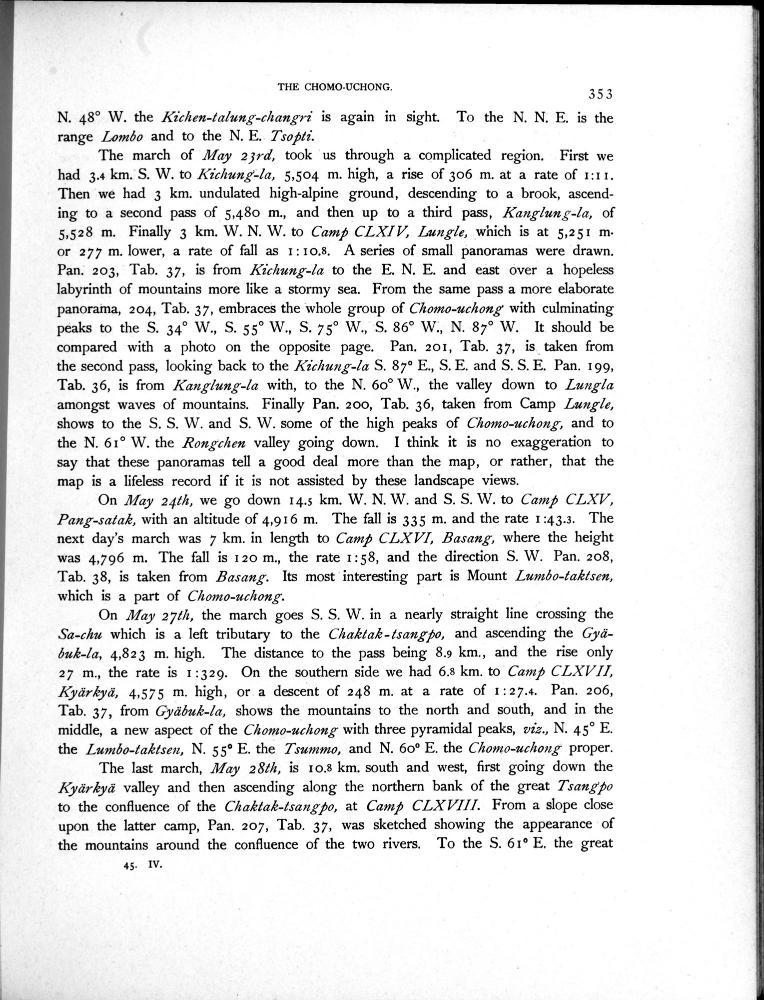 THE CHOMO-UCHONG.
353
N. 48° W. the Kichen-talung-changri is again in sight. To the N. N. E. is the
range Lombo and to the N. E. Tsopti.
The march of May 23rd, took us through a complicated region. First we
had 3.4 km. S. W. to Kichung-la, 5,504 m. high, a rise of 306 m. at a rate of 1:11.
Then we had 3 km. undulated high-alpine ground, descending to a brook, ascend-
ing to a second pass of 5,480 m., and then up to a third pass, Kanglung-la, of
5,528 m. Finally 3 km. W. N. W. to Camp CLXIV, Lungle, which is at 5,251 m.
or 277 m. lower, a rate of fall as 1:10.8. A series of small panoramas were drawn.
Pan. 203, Tab. 37, is from Kichung-la to the E. N. E. and east over a hopeless
labyrinth of mountains more like a stormy sea. From the same pass a more elaborate
panorama, 204, Tab. 37, embraces the whole group of Chomo-uchong with culminating
peaks to the S. 34° W., S. 55° W., S. 75° W., S. 86° W., N. 87° W. It should be
compared with a photo on the opposite page. Pan. 201, Tab. 37, is taken from
the second pass, looking back to the Kichung-la S. 87° E., S. E. and S. S. E. Pan. 199,
Tab. 36, is from Kanglung-la with, to the N. 60° W., the valley down to Lungla
amongst waves of mountains. Finally Pan. 200, Tab. 36, taken from Camp Lungle,
shows to the S. S. W. and S. W. some of the high peaks of Chomo-uchong, and to
the N. 61° W. the Rongchen valley going down. I think it is no exaggeration to
say that these panoramas tell a good deal more than the map, or rather, that the
map is a lifeless record if it is not assisted by these landscape views.
On May 24th, we go down 14.5 km. W. N. W. and S. S. W. to Camp CLXV,
Pang-satak, with an altitude of 4,916 m. The fall is 335 m. and the rate 1:43.3. The
next day's march was 7 km. in length to Camp CLXVI, Basang, where the height
was 4,796 m. The fall is 120 m., the rate 1:58, and the direction S. W. Pan. 208,
Tab. 38, is taken from Basang. Its most interesting part is Mount Lumbo-taktsen,
which is a part of Chomo-uchong.
On May 27th, the march goes S. S. W. in a nearly straight line crossing the
Sa-chu which is a left tributary to the Chaktak-tsangpo, and ascending the Gyä-
buk-la, 4,823 m. high. The distance to the pass being 8.9 km., and the rise only
27 m., the rate is 1:329. On the southern side we had 6.8 km. to Camp CLXVII,
Kyärkyä, 4,575 m. high, or a descent of 248 m. at a rate of 1:27.4. Pan. 206,
Tab. 37, from Gyäbuk-la, shows the mountains to the north and south, and in the
middle, a new aspect of the Chomo-uchong with three pyramidal peaks, viz., N. 45° E.
the Lumbo-taktsen, N. 55° E. the Tsummo, and N. 60° E. the Chomo-uchong proper.
The last march, May 28th, is 10.8 km. south and west, first going down the
Kyärkyä valley and then ascending along the northern bank of the great Tsangpo
to the confluence of the Chaktak-tsangpo, at Camp CLXVIII. From a slope close
upon the latter camp, Pan. 207, Tab. 37, was sketched showing the appearance of
the mountains around the confluence of the two rivers. To the S. 61° E. the great
45. IV.